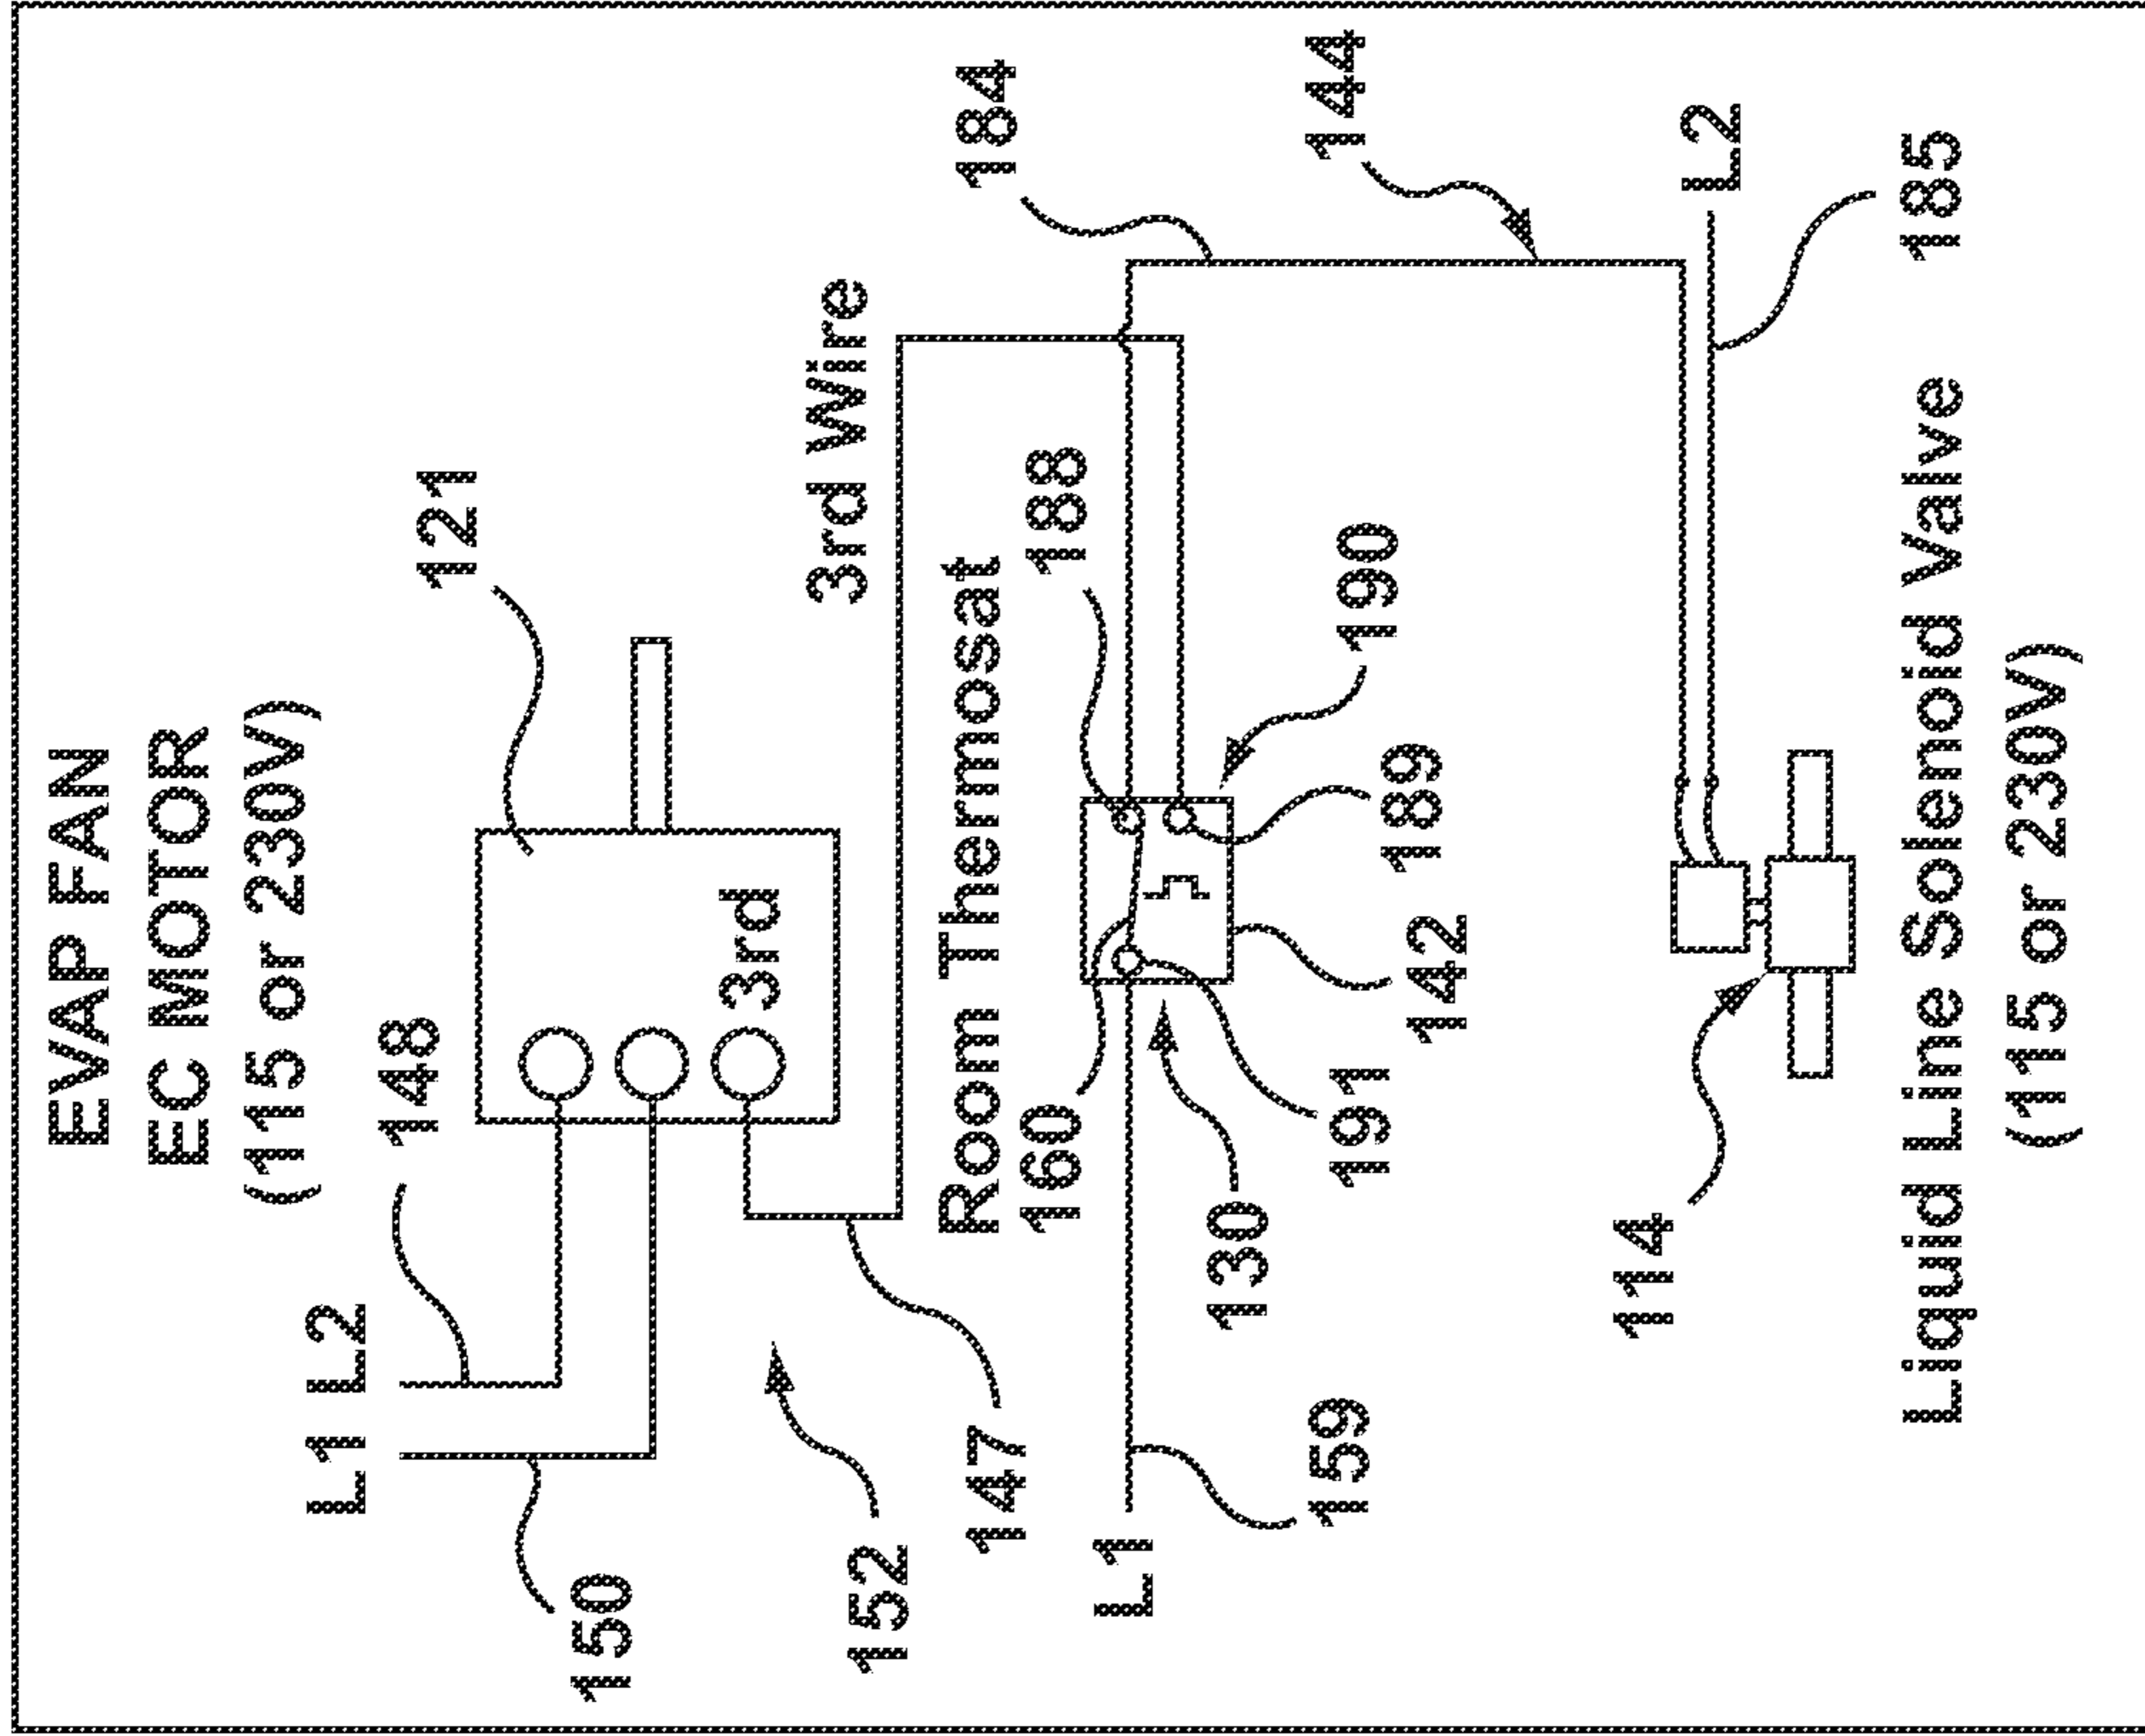 EVAP FAN
EC MOTOR
(115 or 230V)
L1 L2
148
121
150
3rd
152
147
3rd Wire
Room Thermosat
184
160
188
L1
159
130
191
142
189
190
144
L2
185
114
Liquid Line Solenoid Valve
(115 or 230V)